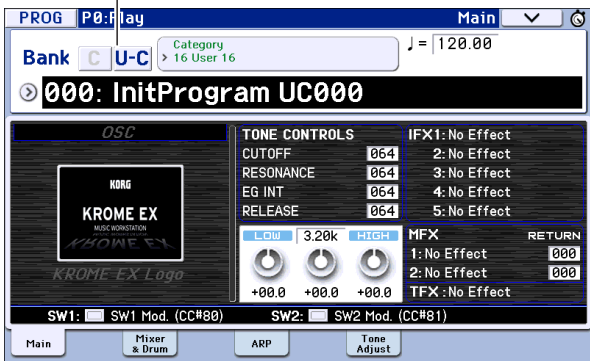 PROG P0:Play Main
Bank C U-C Category
16 User 16
♩= 120.00
000: InitProgram UC000
OSC
KORG
KROME EX
MUSIC WORKSTATION
KROME EX
KROME EX Logo
TONE CONTROLS
CUTOFF 064
RESONANCE 064
EG INT 064
RELEASE 064
LOW 3.20k HIGH
+00.0 +00.0 +00.0
IFX1: No Effect
2: No Effect
3: No Effect
4: No Effect
5: No Effect
MFX RETURN
1: No Effect 000
2: No Effect 000
TFX : No Effect
SW1: SW1 Mod. (CC#80) SW2: SW2 Mod. (CC#81)
Main Mixer & Drum ARP Tone Adjust